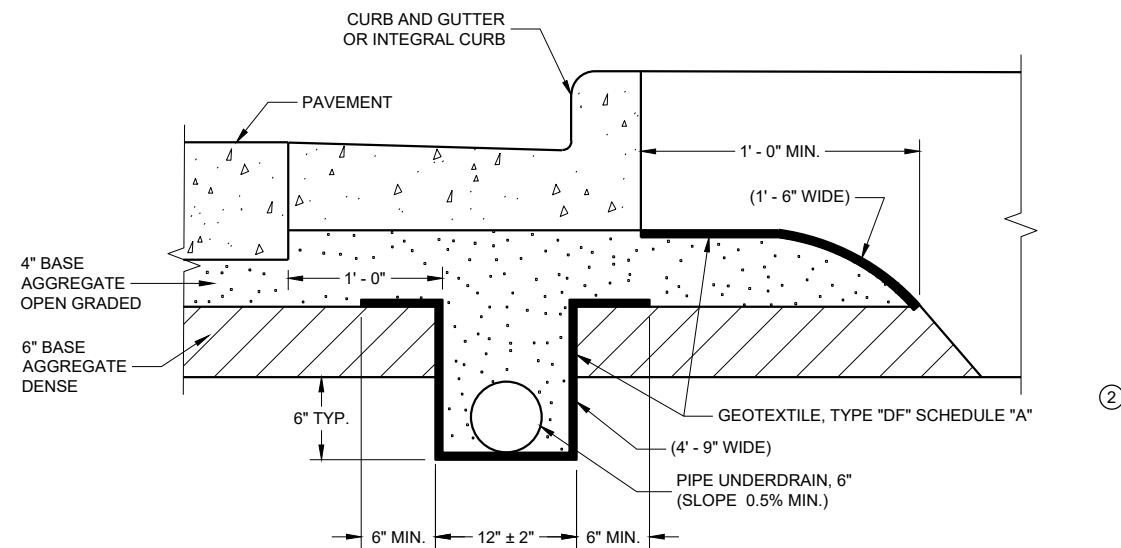 CURB AND GUTTER
OR INTEGRAL CURB
PAVEMENT
1' - 0" MIN.
(1' - 6" WIDE)
4" BASE
AGGREGATE
OPEN GRADED
1' - 0"
6" BASE
AGGREGATE
DENSE
6" TYP.
GEOTEXTILE, TYPE "DF" SCHEDULE "A"
2
(4' - 9" WIDE)
PIPE UNDERDRAIN, 6"
(SLOPE 0.5% MIN.)
6" MIN.
12" ± 2"
6" MIN.